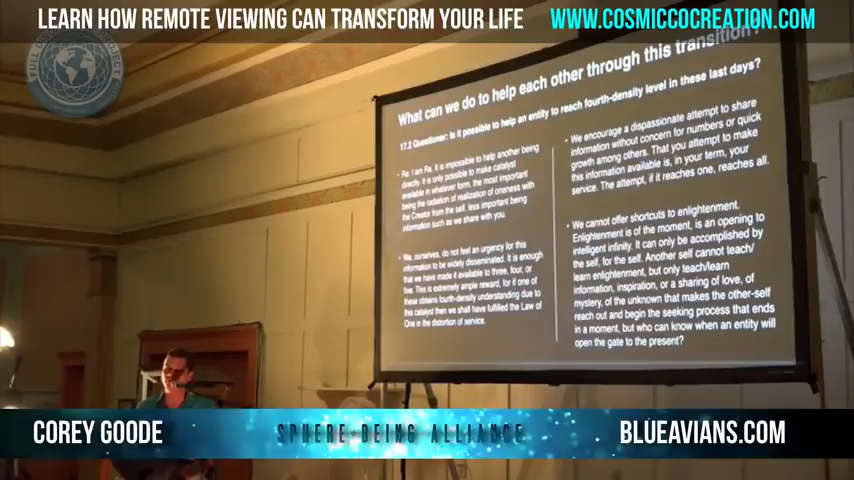 LEARN HOW REMOTE VIEWING CAN TRANSFORM YOUR LIFE
WWW.COSMICCOCREATION.COM
What can we do to help each other through this transition?
17.2 Questioner: Is it possible to help an entity to reach fourth-density level in these last days?
• Ra: I am Ra. It is impossible to help another being
directly. It is only possible to make catalyst
available in whatever form, the most important
being the radiation of realization of oneness with
the Creator from the self, less important being
information such as we share with you.
• We, ourselves, do not feel an urgency for this
information to be widely disseminated. It is enough
that we have made it available to three, four, or
five. This is extremely ample reward, for if one of
these obtains fourth-density understanding due to
this catalyst then we shall have fulfilled the Law of
One in the distortion of service.
• We encourage a dispassionate attempt to share
information without concern for numbers or quick
growth among others. That you attempt to make
this information available is, in your term, your
service. The attempt, if it reaches one, reaches all.
• We cannot offer shortcuts to enlightenment.
Enlightenment is of the moment, is an opening to
intelligent infinity. It can only be accomplished by
the self, for the self. Another self cannot teach/
learn enlightenment, but only teach/learn
information, inspiration, or a sharing of love, of
mystery, of the unknown that makes the other-self
reach out and begin the seeking process that ends
in a moment, but who can know when an entity will
open the gate to the present?
COREY GOODE
SPHERE BEING ALLIANCE
BLUEAVIANS.COM